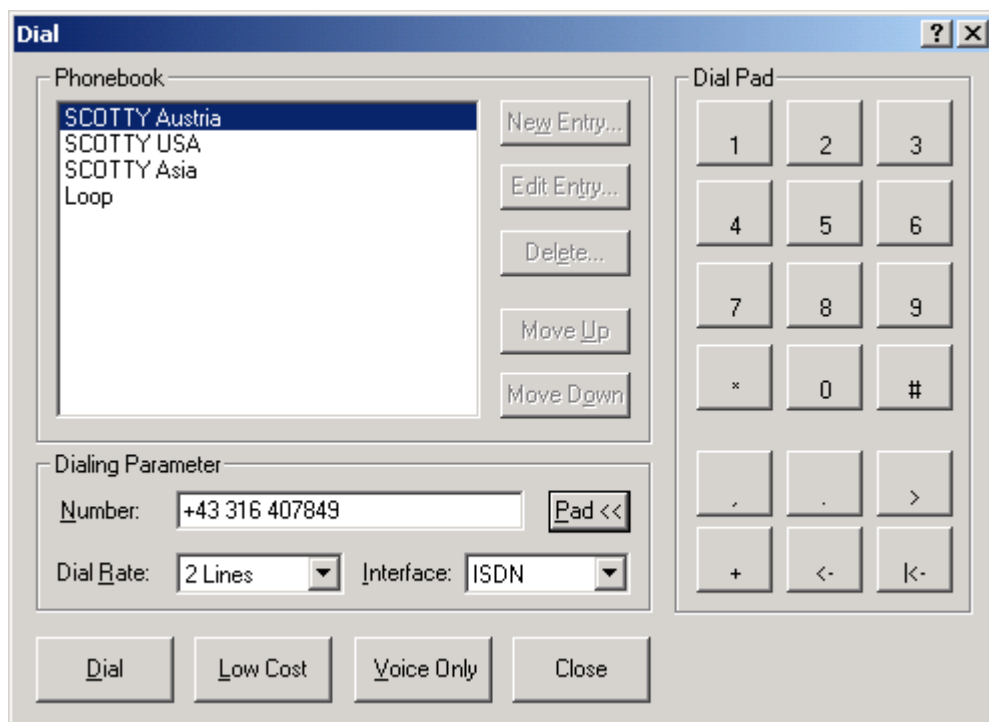 Dial
Phonebook
SCOTTY Austria
SCOTTY USA
SCOTTY Asia
Loop
New Entry...
Edit Entry...
Delete...
Move Up
Move Down
Dialing Parameter
Number: +43 316 407849 Pad <<
Dial Rate: 2 Lines Interface: ISDN
Dial Low Cost Voice Only Close
Dial Pad
1 2 3
4 5 6
7 8 9
* 0 #
, . >
+ <- |<-